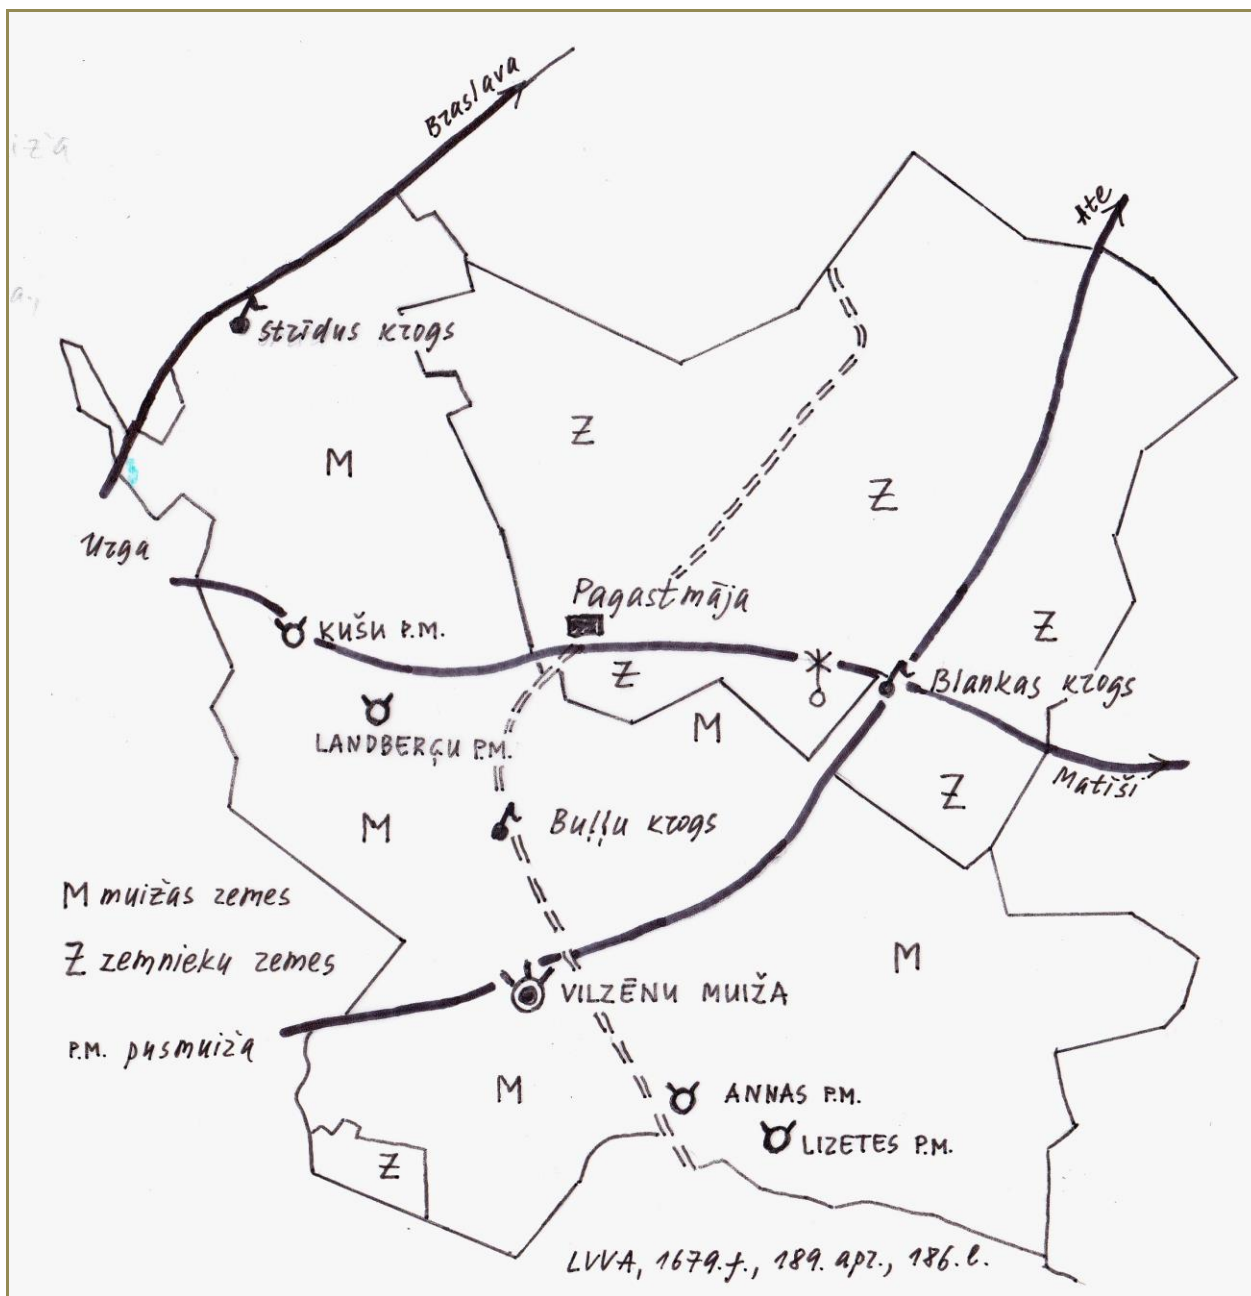 Braslava
Ate
Strīdus krogs
M
Z
Z
Urga
Pagastmāja
ĶUŠU P.M.
Z
Z
Blankas krogs
LANDBERĢU P.M.
M
Z
Matīši
M
Buļļu krogs
M muižas zemes
Z zemnieku zemes
M
VILZĒNU MUIŽA
P.M. pusmuiža
M
ANNAS P.M.
LIZETES P.M.
Z
LVVA, 1679.f., 189. apr., 186.l.